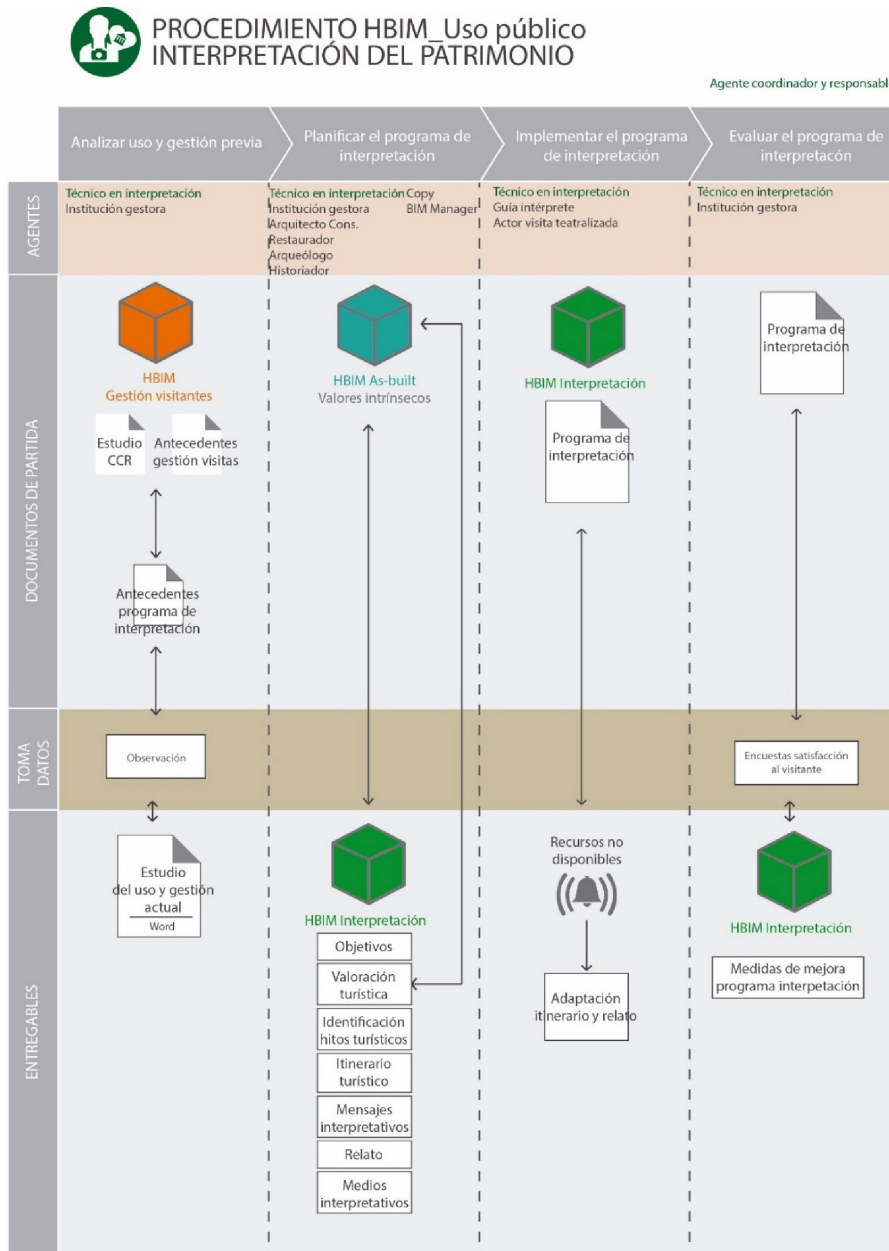 PROCEDIMIENTO HBIM_Uso público
INTERPRETACIÓN DEL PATRIMONIO
Agente coordinador y responsable
Analizar uso y gestión previa
Planificar el programa de
interpretación
Implementar el programa
de interpretación
Evaluar el programa de
interpretacón
AGENTES
Técnico en interpretación
Institución gestora
Técnico en interpretación
Institución gestora
Arquitecto Cons.
Restaurador
Arqueólogo
Historiador
Copy
BIM Manager
Técnico en interpretación
Guía intérprete
Actor visita teatralizada
Técnico en interpretación
Institución gestora
DOCUMENTOS DE PARTIDA
HBIM
Gestión visitantes
Estudio
CCR
Antecedentes
gestión visitas
Antecedentes
programa de
interpretación
HBIM As-built
Valores intrínsecos
HBIM Interpretación
Programa de
interpretación
Programa de
interpretación
TOMA
DATOS
Observación
Encuestas satisfacción
al visitante
ENTREGABLES
Estudio
del uso y gestión
actual
Word
HBIM Interpretación
Objetivos
Valoración
turística
Identificación
hitos turísticos
Itinerario
turístico
Mensajes
interpretativos
Relato
Medios
interpretativos
Recursos no
disponibles
Adaptación
itinerario y relato
HBIM Interpretación
Medidas de mejora
programa interpetación